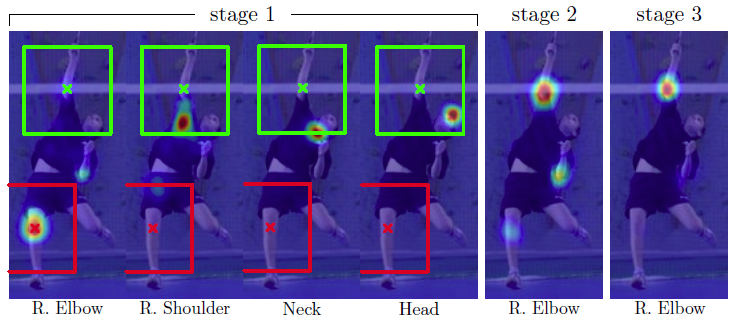 stage 1 stage 2 stage 3
R. Elbow R. Shoulder Neck Head R. Elbow R. Elbow